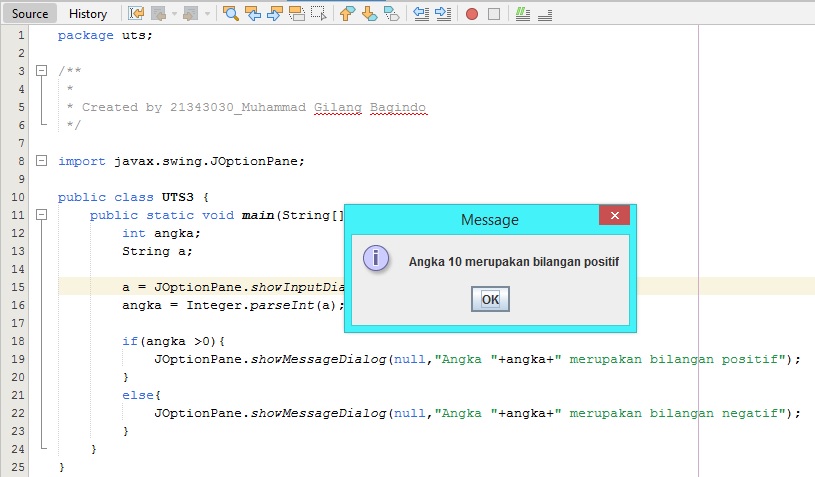 Source History
1 package uts;
2
3 /**
4 *
5 * Created by 21343030_Muhammad Gilang Bagindo
6 */
7
8 import javax.swing.JOptionPane;
9
10 public class UTS3 {
11 public static void main(String[]
12 int angka;
13 String a;
14
15 a = JOptionPane.showInputDia
16 angka = Integer.parseInt(a);
17
18 if(angka >0){
19 JOptionPane.showMessageDialog(null,"Angka "+angka+" merupakan bilangan positif");
20 }
21 else{
22 JOptionPane.showMessageDialog(null,"Angka "+angka+" merupakan bilangan negatif");
23 }
24 }
25 }
Message
Angka 10 merupakan bilangan positif
OK